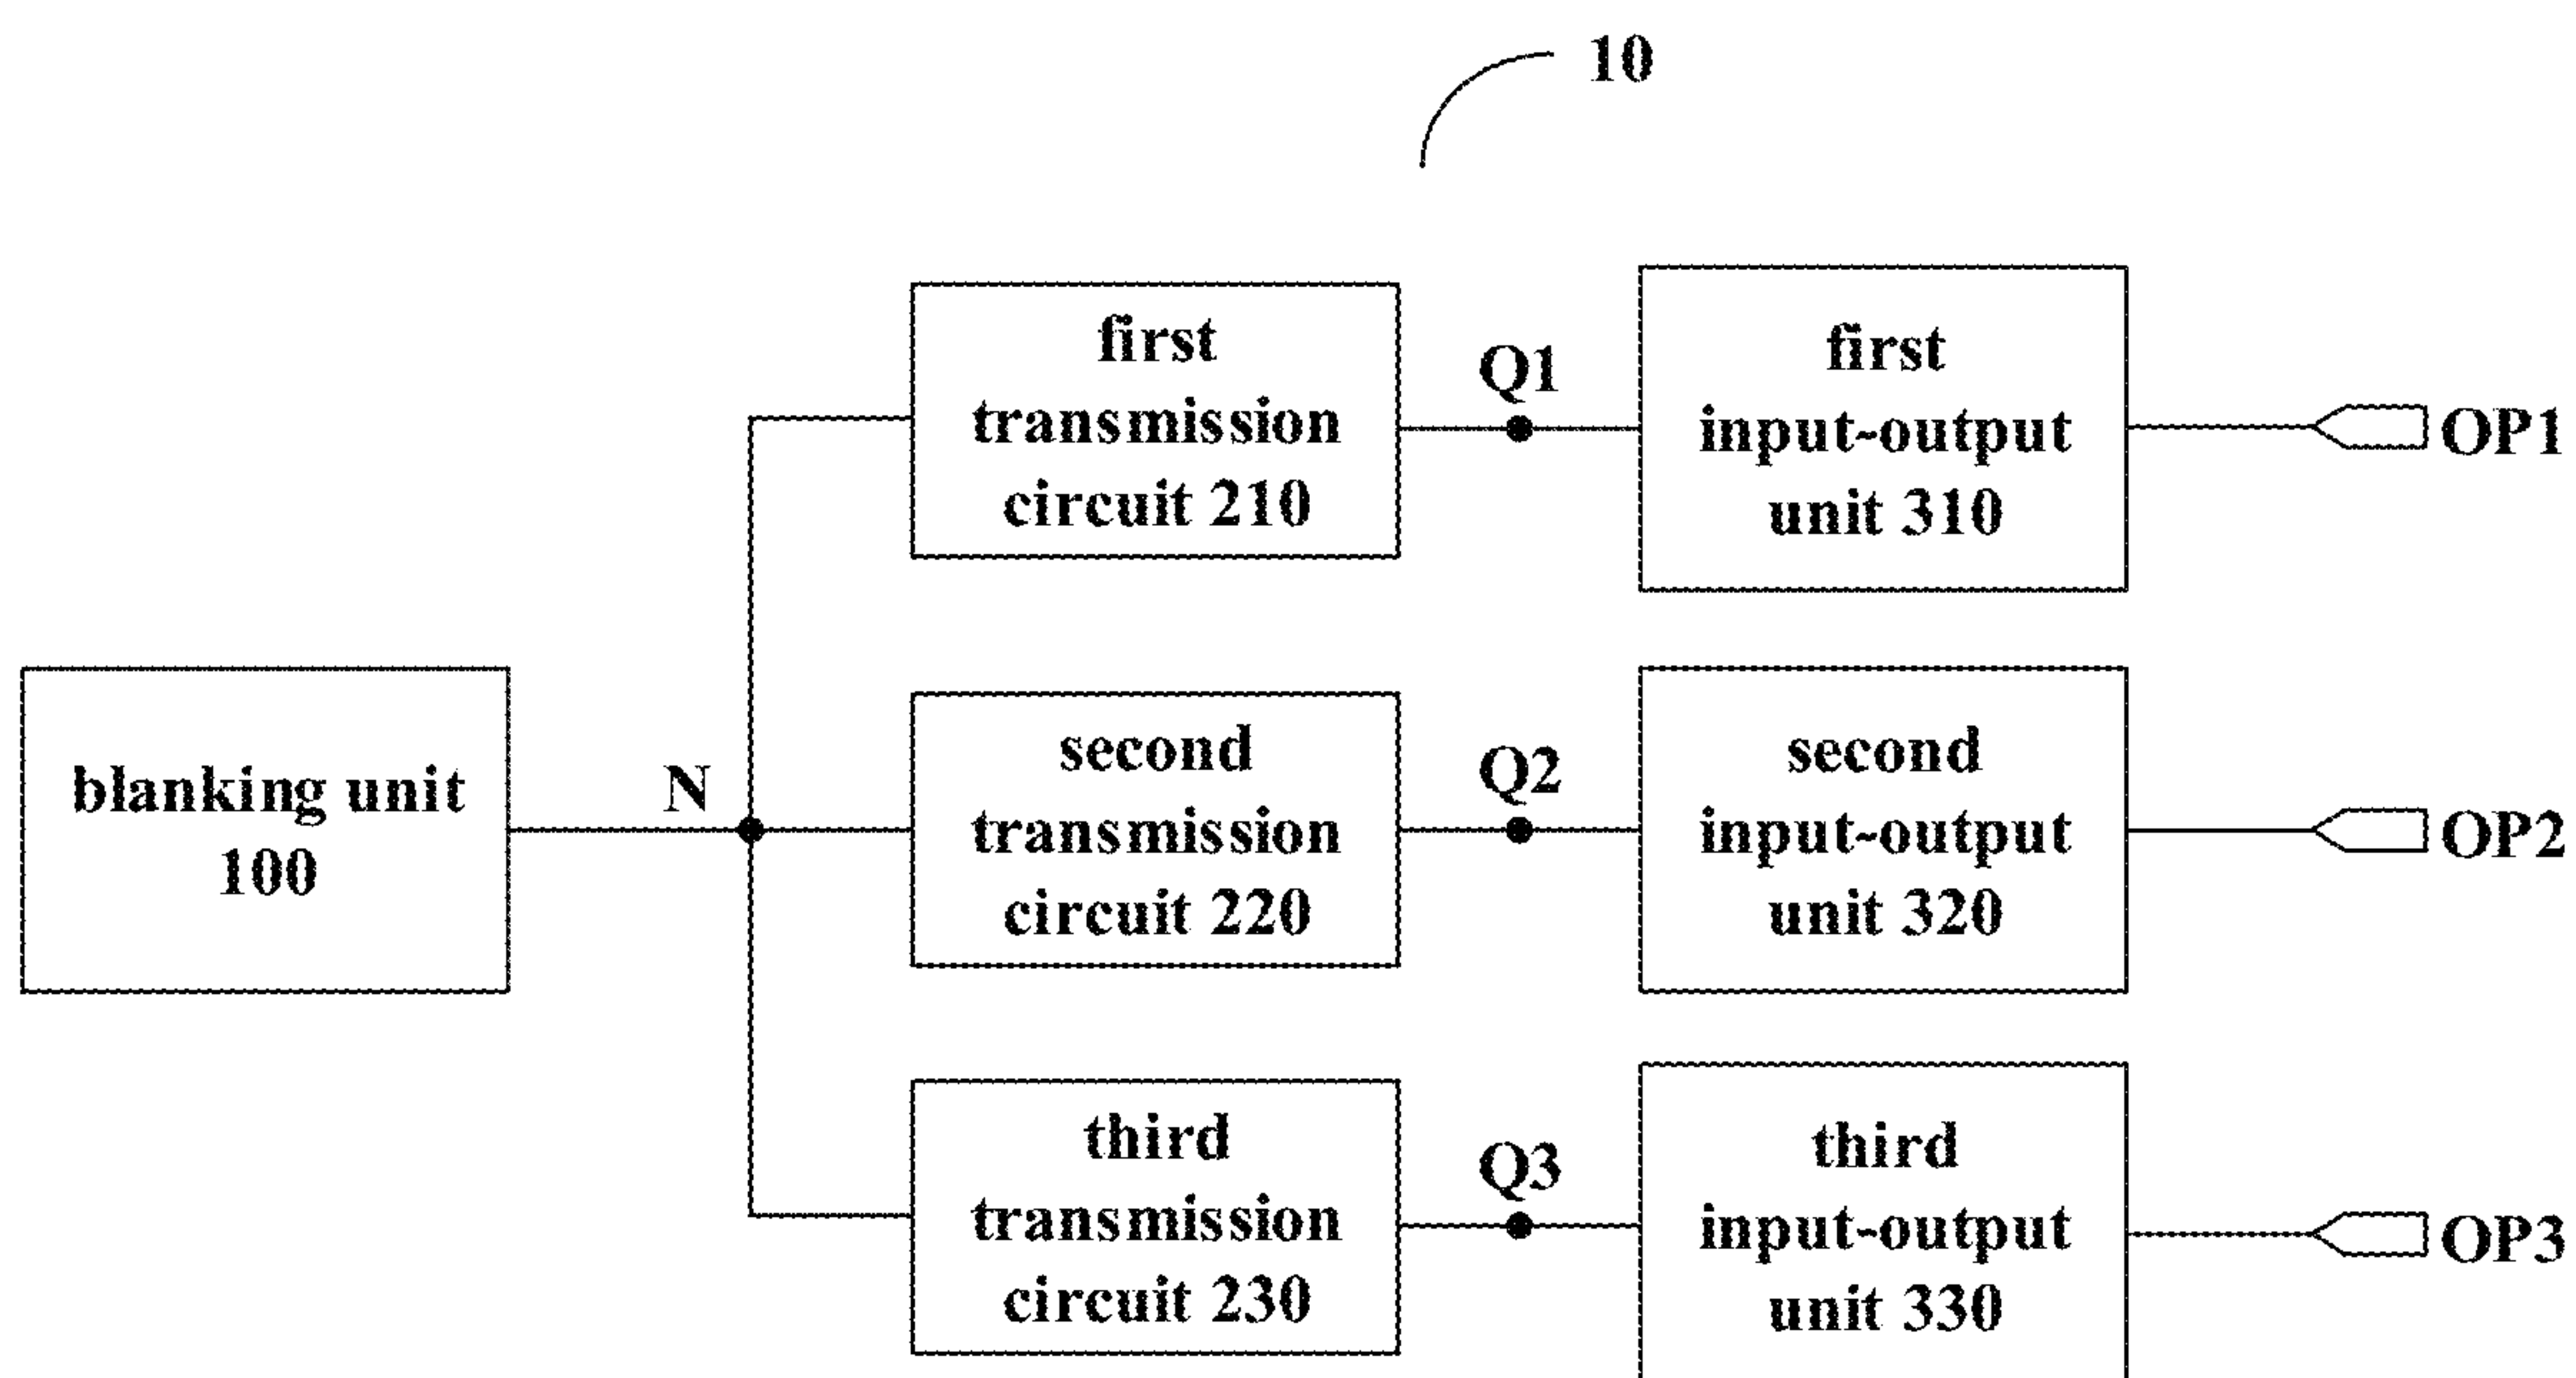 10
first
transmission
circuit 210
Q1
first
input-output
unit 310
OP1
blanking unit
100
N
second
transmission
circuit 220
Q2
second
input-output
unit 320
OP2
third
transmission
circuit 230
Q3
third
input-output
unit 330
OP3